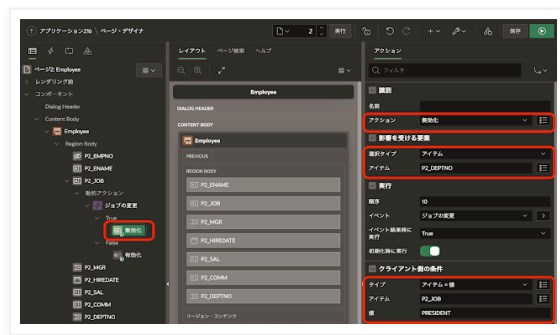 アプリケーション216 \ ページ・デザイナ
2
実行
保存
ページ2: Employee
レンダリング前
コンポーネント
Dialog Header
Content Body
Employee
Region Body
P2_EMPNO
P2_ENAME
P2_JOB
動的アクション
ジョブの変更
True
無効化
False
有効化
P2_MGR
P2_HIREDATE
P2_SAL
P2_COMM
P2_DEPTNO
レイアウト ページ検索 ヘルプ
Employee
DIALOG HEADER
CONTENT BODY
Employee
PREVIOUS
REGION BODY
P2_ENAME
P2_JOB
P2_MGR
P2_HIREDATE
P2_SAL
P2_COMM
P2_DEPTNO
リージョン・コンテンツ
アクション
フィルタ
識別
名前
アクション 無効化
影響を受ける要素
選択タイプ アイテム
アイテム P2_DEPTNO
実行
順序 10
イベント ジョブの変更
イベント結果時に
実行 True
初期化時に実行
クライアント側の条件
タイプ アイテム = 値
アイテム P2_JOB
値 PRESIDENT